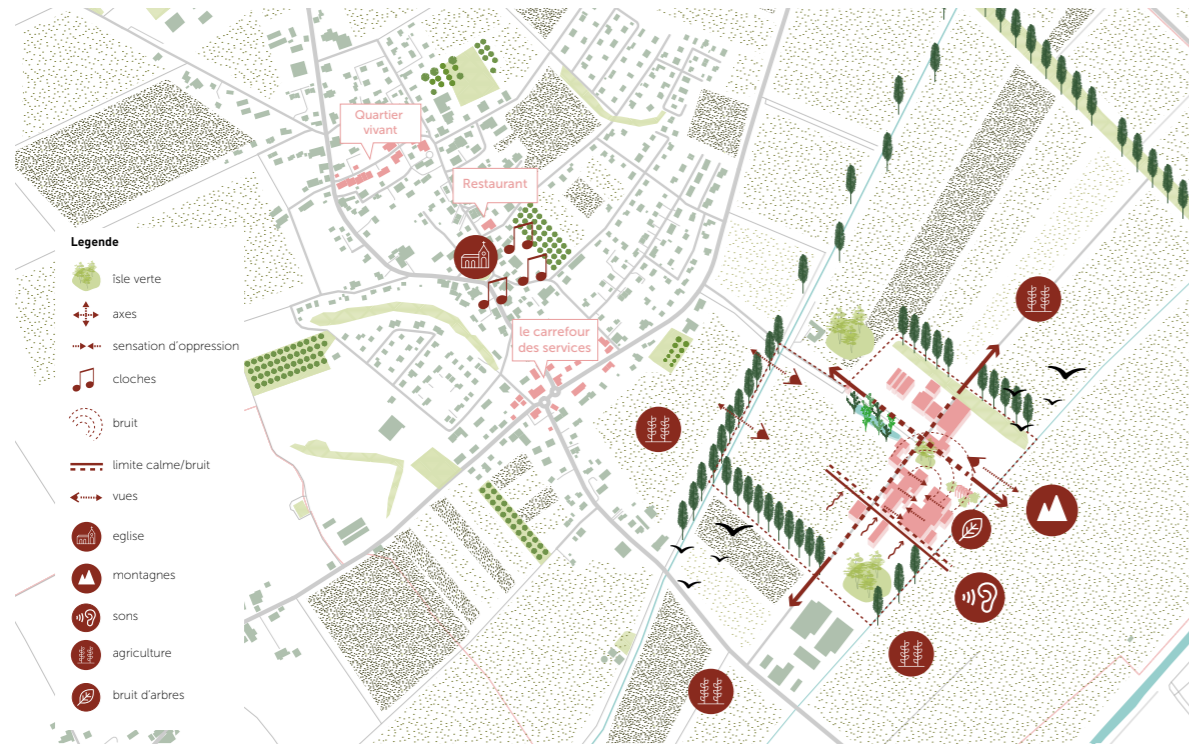 Quartier
vivant
Restaurant
le carrefour
des services
Legende
îsle verte
axes
sensation d'oppression
cloches
bruit
limite calme/bruit
vues
eglise
montagnes
sons
agriculture
bruit d'arbres